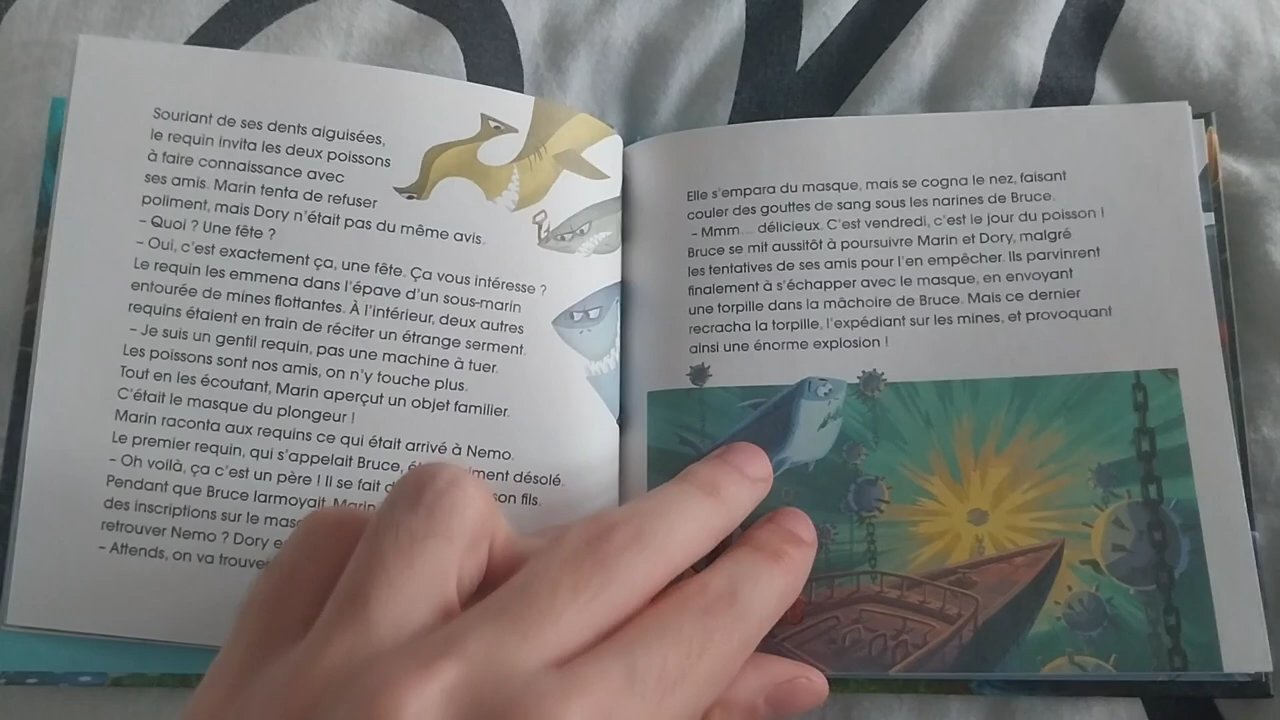 Souriant de ses dents aiguisées,
le requin invita les deux poissons
à faire connaissance avec
ses amis. Marin tenta de refuser
poliment, mais Dory n'était pas du même avis.
– Quoi ? Une fête ?
– Oui, c'est exactement ça, une fête. Ça vous intéresse ?
Le requin les emmena dans l'épave d'un sous-marin
entourée de mines flottantes. À l'intérieur, deux autres
requins étaient en train de réciter un étrange serment.
– Je suis un gentil requin, pas une machine à tuer.
Les poissons sont nos amis, on n'y touche plus.
Tout en les écoutant, Marin aperçut un objet familier.
C'était le masque du plongeur !
Marin raconta aux requins ce qui était arrivé à Nemo.
Le premier requin, qui s'appelait Bruce, désolé.
– Oh voilà, ça c'est un père ! Il se fait son fils.
Pendant que Bruce larmoyait, Marin
des inscriptions sur le
retrouver Nemo ? Dory
– Attends, on va
Elle s'empara du masque, mais se cogna le nez, faisant
couler des gouttes de sang sous les narines de Bruce.
– Mmm... délicieux. C'est vendredi, c'est le jour du poisson !
Bruce se mit aussitôt à poursuivre Marin et Dory, malgré
les tentatives de ses amis pour l'en empêcher. Ils parvinrent
finalement à s'échapper avec le masque, en envoyant
une torpille dans la mâchoire de Bruce. Mais ce dernier
recracha la torpille, l'expédiant sur les mines, et provoquant
ainsi une énorme explosion !